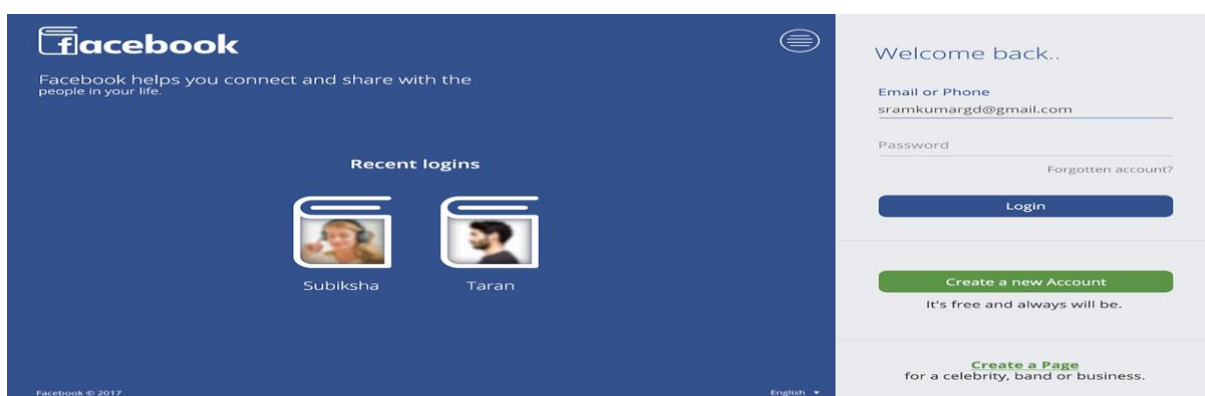 facebook
Facebook helps you connect and share with the
people in your life.
Recent logins
Subiksha
Taran
Facebook © 2017
English
Welcome back..
Email or Phone
sramkumargd@gmail.com
Password
Forgotten account?
Login
Create a new Account
It's free and always will be.
Create a Page
for a celebrity, band or business.